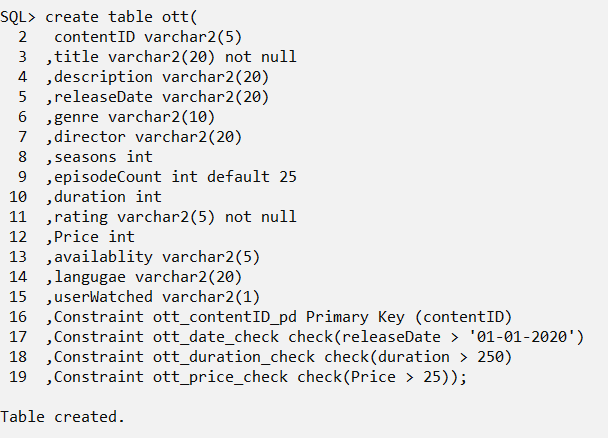 SQL> create table ott(
  2   contentID varchar2(5)
  3  ,title varchar2(20) not null
  4  ,description varchar2(20)
  5  ,releaseDate varchar2(20)
  6  ,genre varchar2(10)
  7  ,director varchar2(20)
  8  ,seasons int
  9  ,episodeCount int default 25
 10  ,duration int
 11  ,rating varchar2(5) not null
 12  ,Price int
 13  ,availablity varchar2(5)
 14  ,langugae varchar2(20)
 15  ,userWatched varchar2(1)
 16  ,Constraint ott_contentID_pd Primary Key (contentID)
 17  ,Constraint ott_date_check check(releaseDate > '01-01-2020')
 18  ,Constraint ott_duration_check check(duration > 250)
 19  ,Constraint ott_price_check check(Price > 25));
Table created.